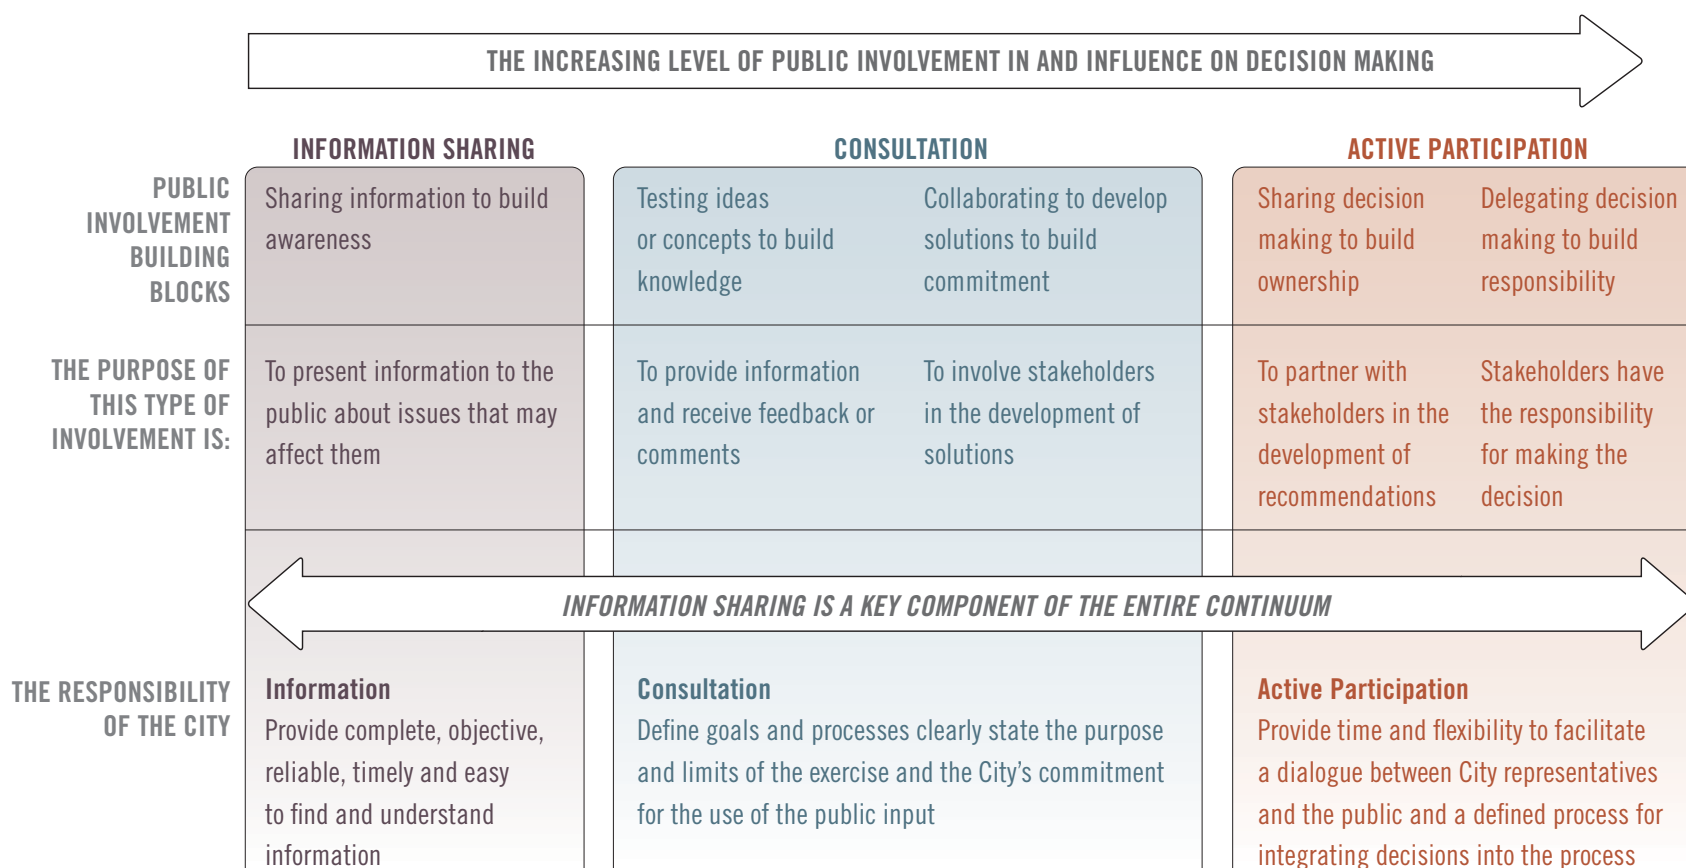 THE INCREASING LEVEL OF PUBLIC INVOLVEMENT IN AND INFLUENCE ON DECISION MAKING
INFORMATION SHARING
CONSULTATION
ACTIVE PARTICIPATION
PUBLIC
INVOLVEMENT
BUILDING
BLOCKS
Sharing information to build
awareness
Testing ideas
or concepts to build
knowledge
Collaborating to develop
solutions to build
commitment
Sharing decision
making to build
ownership
Delegating decision
making to build
responsibility
THE PURPOSE OF
THIS TYPE OF
INVOLVEMENT IS:
To present information to the
public about issues that may
affect them
To provide information
and receive feedback or
comments
To involve stakeholders
in the development of
solutions
To partner with
stakeholders in the
development of
recommendations
Stakeholders have
the responsibility
for making the
decision
INFORMATION SHARING IS A KEY COMPONENT OF THE ENTIRE CONTINUUM
THE RESPONSIBILITY
OF THE CITY
Information
Provide complete, objective,
reliable, timely and easy
to find and understand
information
Consultation
Define goals and processes clearly state the purpose
and limits of the exercise and the City's commitment
for the use of the public input
Active Participation
Provide time and flexibility to facilitate
a dialogue between City representatives
and the public and a defined process for
integrating decisions into the process